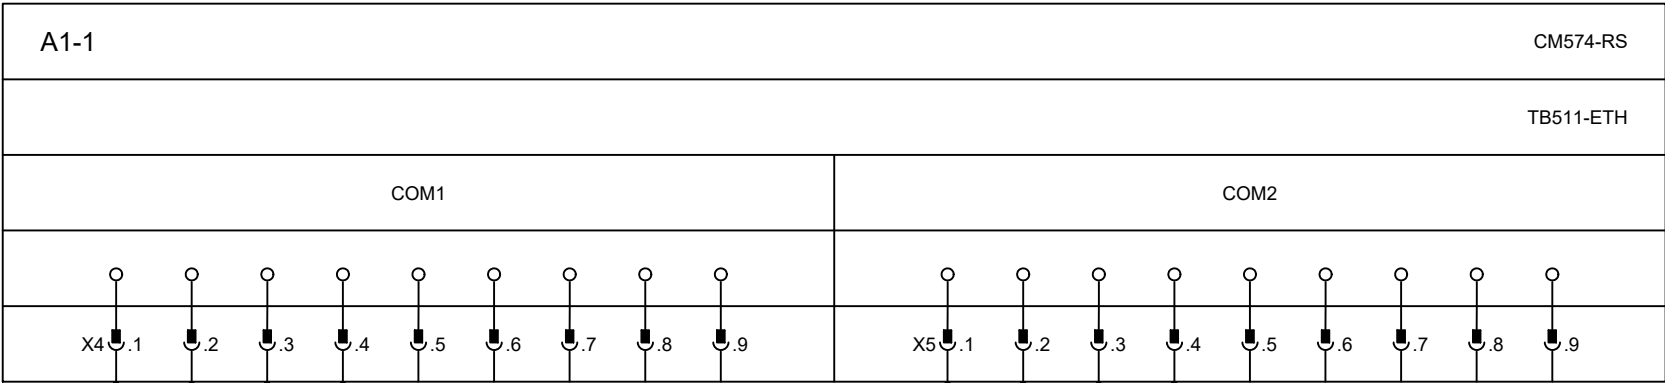 A1-1 CM574-RS
TB511-ETH
COM1 COM2
X4 .1 .2 .3 .4 .5 .6 .7 .8 .9 X5 .1 .2 .3 .4 .5 .6 .7 .8 .9